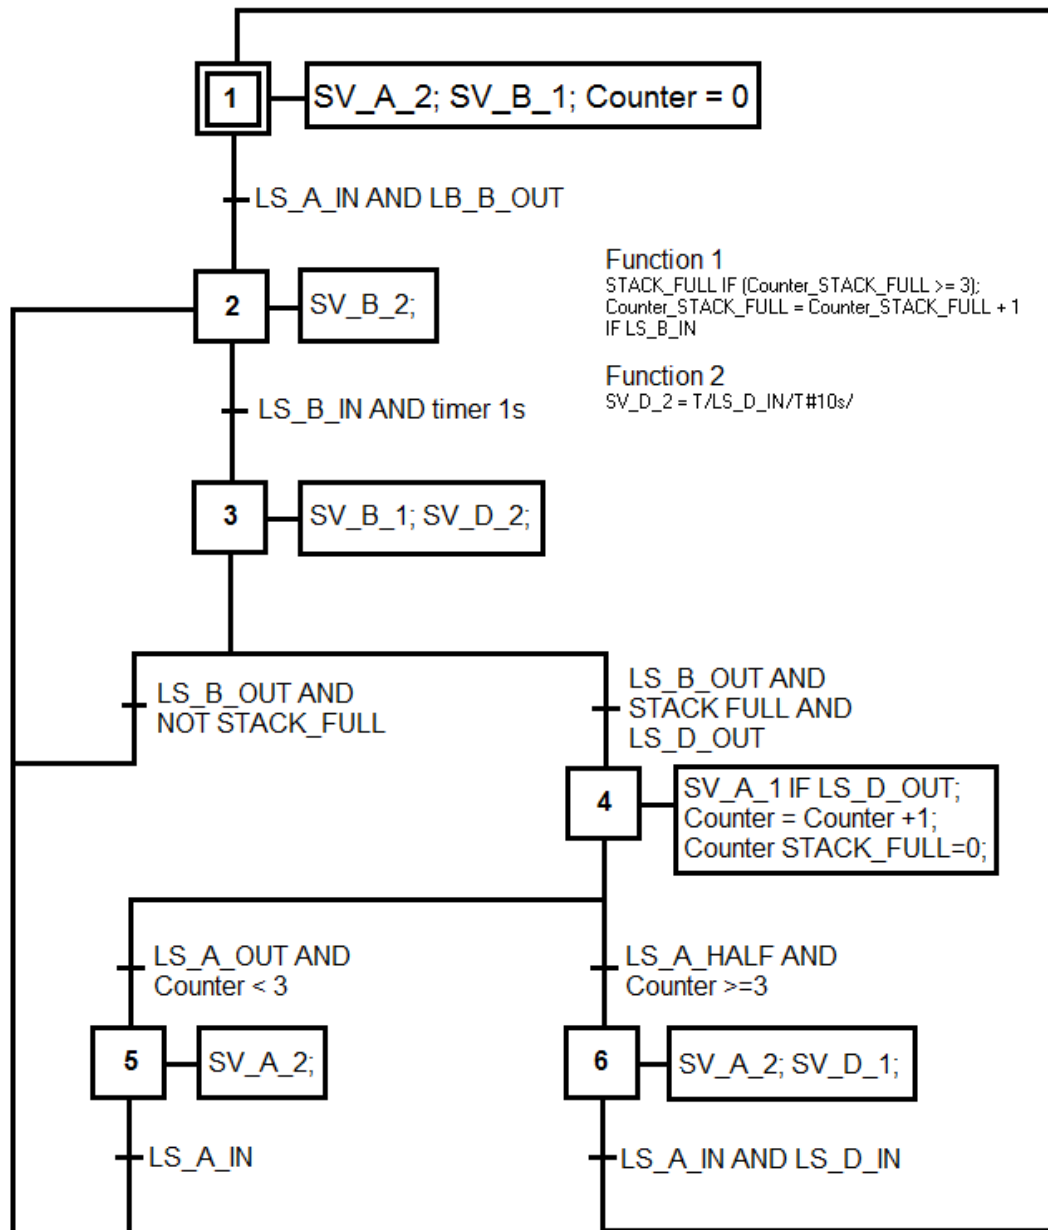 1
SV_A_2; SV_B_1; Counter = 0
LS_A_IN AND LB_B_OUT
2
SV_B_2;
Function 1
STACK_FULL IF (Counter_STACK_FULL >= 3);
Counter_STACK_FULL = Counter_STACK_FULL + 1
IF LS_B_IN
Function 2
SV_D_2 = T/LS_D_IN/T#10s/
LS_B_IN AND timer 1s
3
SV_B_1; SV_D_2;
LS_B_OUT AND
NOT STACK_FULL
LS_B_OUT AND
STACK FULL AND
LS_D_OUT
4
SV_A_1 IF LS_D_OUT;
Counter = Counter +1;
Counter STACK_FULL=0;
LS_A_OUT AND
Counter < 3
LS_A_HALF AND
Counter >=3
5
SV_A_2;
6
SV_A_2; SV_D_1;
LS_A_IN
LS_A_IN AND LS_D_IN